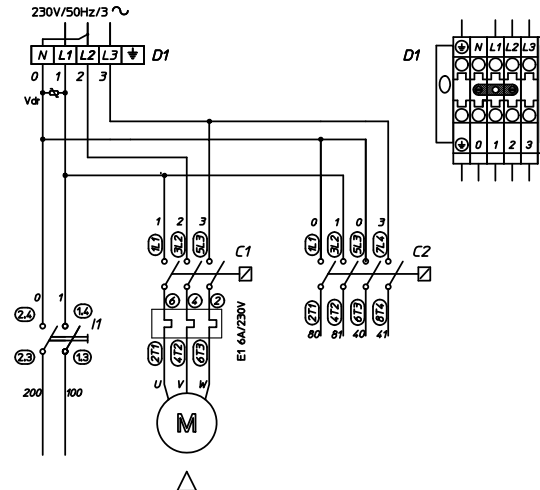 230V/50Hz/3
N L1 L2 L3 D1
0 1 2 3
Vdr
D1
N L1 L2 L3
0 1 2 3
1 2 3
1L1 3L2 5L3 C1
0 1 0 3
1L1 3L2 5L3 7L4 C2
6 4 2
E1 6A/230V
2T1 4T2 6T3
2T1 4T2 6T3 8T4
80 81 40 41
0 1
2.4 1.4
I1
2.3 1.3
200 100
U V W
M